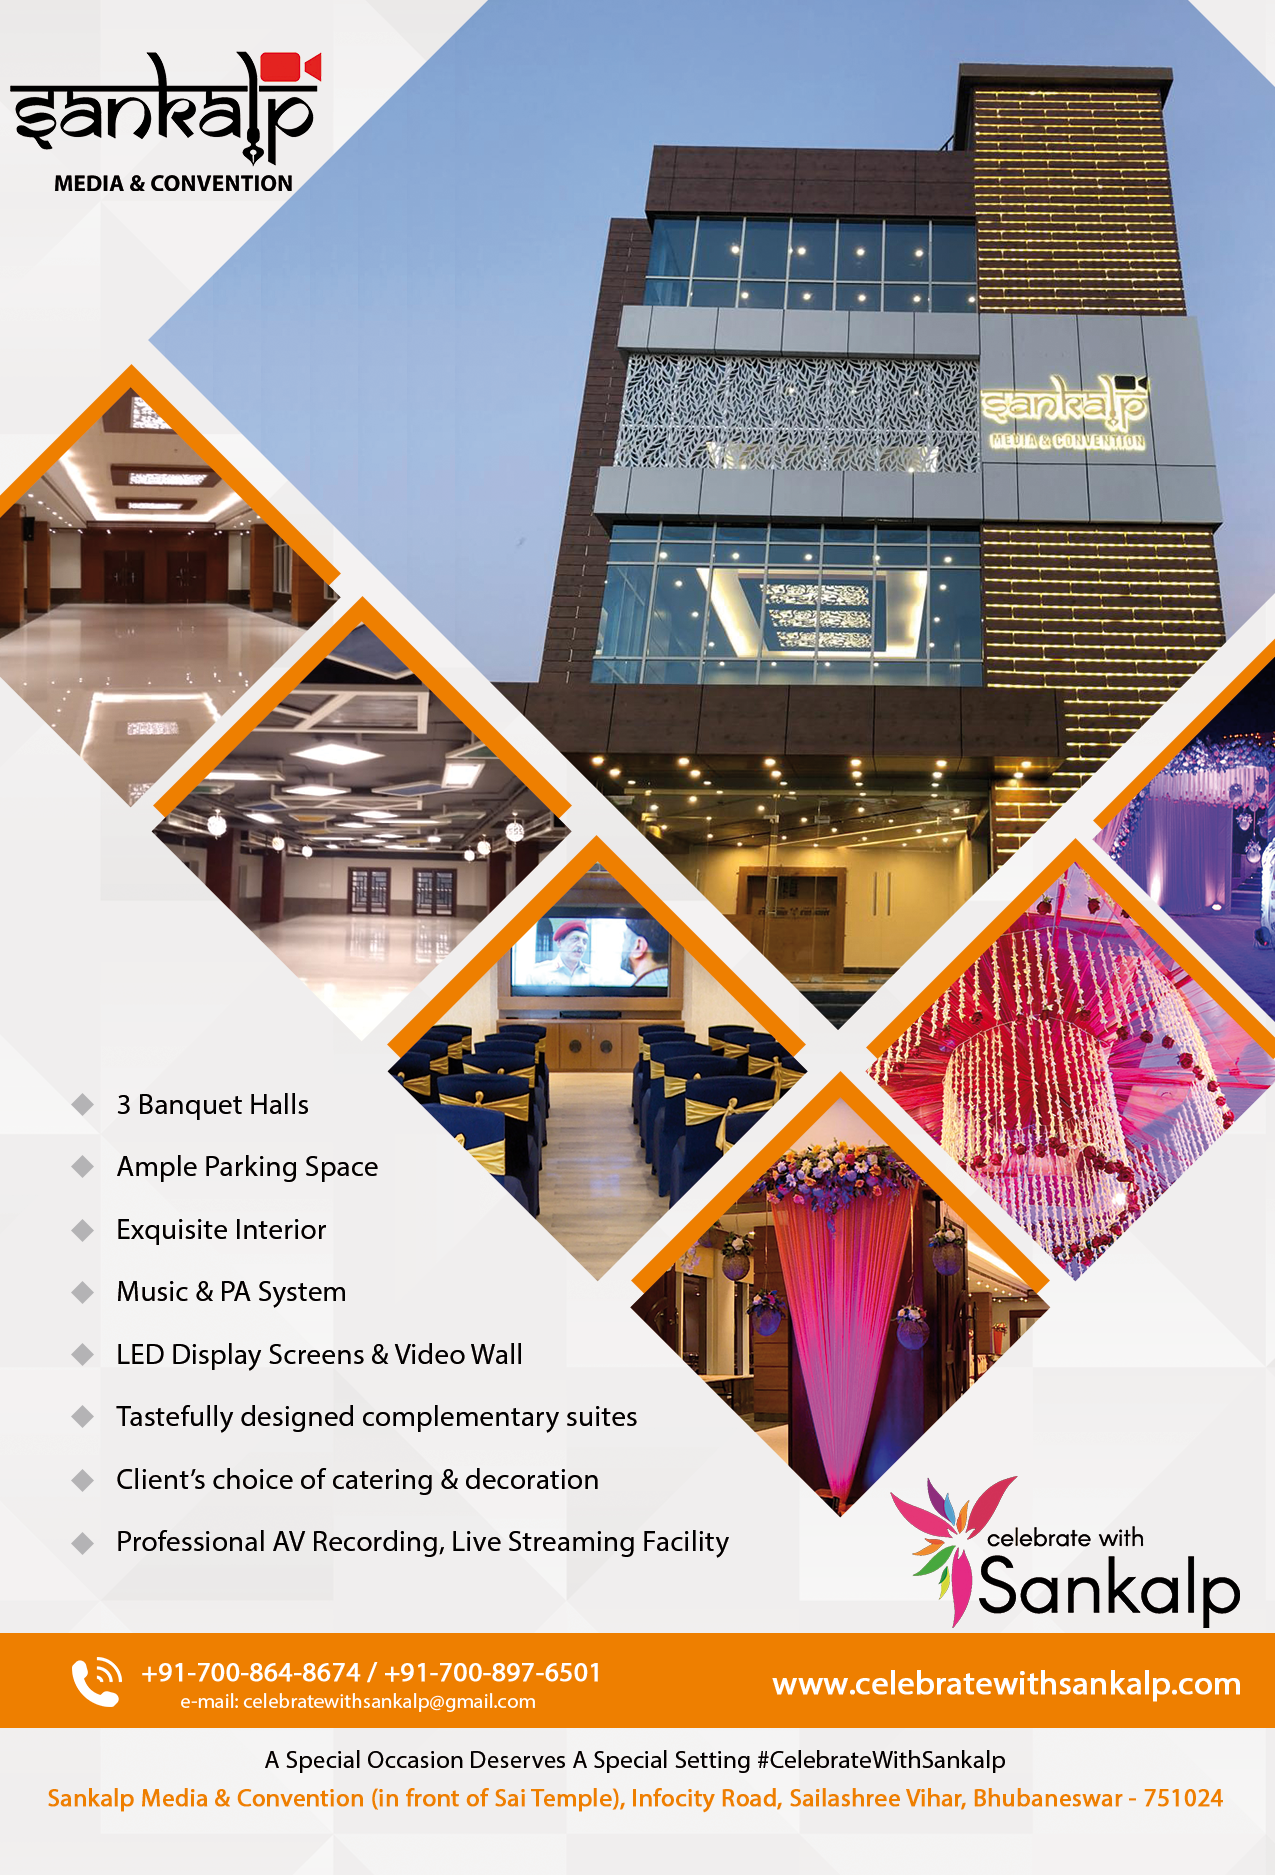 sankalp
MEDIA & CONVENTION
sankalp
MEDIA & CONVENTION
3 Banquet Halls
Ample Parking Space
Exquisite Interior
Music & PA System
LED Display Screens & Video Wall
Tastefully designed complementary suites
Client’s choice of catering & decoration
Professional AV Recording, Live Streaming Facility
celebrate with
Sankalp
+91-700-864-8674 / +91-700-897-6501
e-mail: celebratewithsankalp@gmail.com
www.celebratewithsankalp.com
A Special Occasion Deserves A Special Setting #CelebrateWithSankalp
Sankalp Media & Convention (in front of Sai Temple), Infocity Road, Sailashree Vihar, Bhubaneswar - 751024